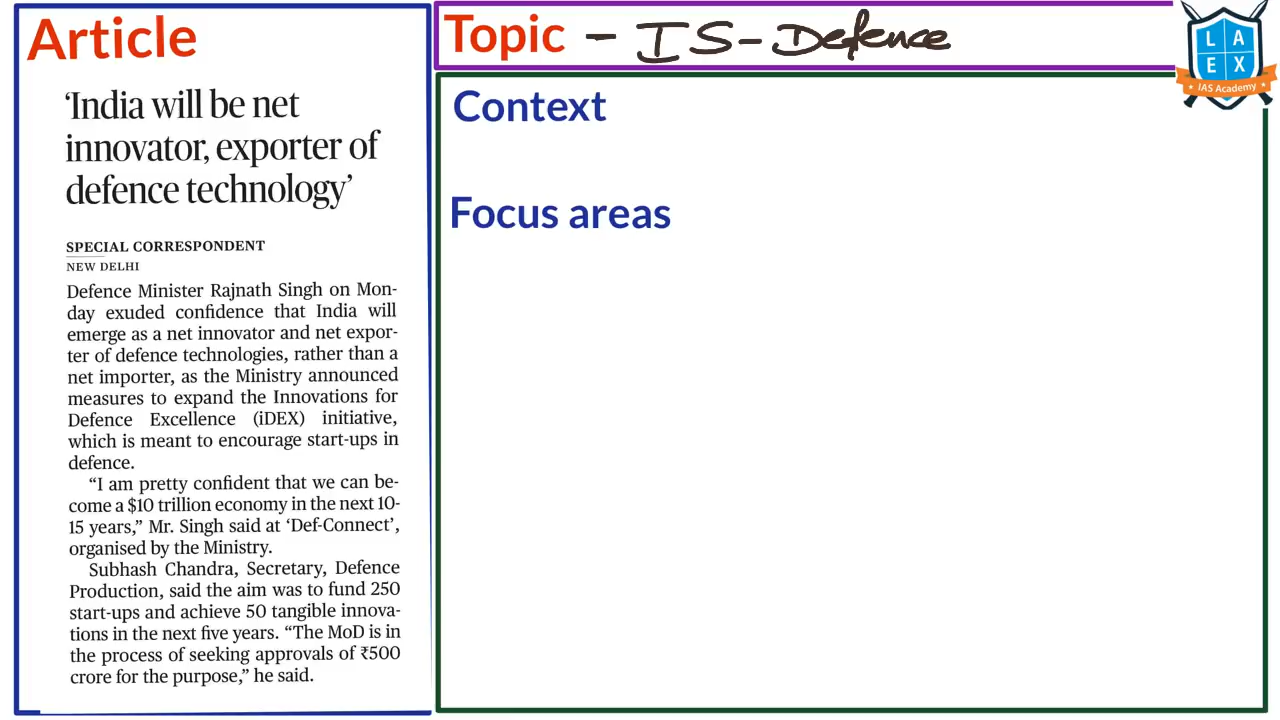 Article
'India will be net
innovator, exporter of
defence technology'
SPECIAL CORRESPONDENT
NEW DELHI
Defence Minister Rajnath Singh on Mon-
day exuded confidence that India will
emerge as a net innovator and net expor-
ter of defence technologies, rather than a
net importer, as the Ministry announced
measures to expand the Innovations for
Defence Excellence (iDEX) initiative,
which is meant to encourage start-ups in
defence.
"I am pretty confident that we can be-
come a $10 trillion economy in the next 10-
15 years," Mr. Singh said at 'Def-Connect',
organised by the Ministry.
Subhash Chandra, Secretary, Defence
Production, said the aim was to fund 250
start-ups and achieve 50 tangible innova-
tions in the next five years. "The MoD is in
the process of seeking approvals of ₹500
crore for the purpose," he said.
Topic - IS-Defence
Context
Focus areas
L A
E X
IAS Academy